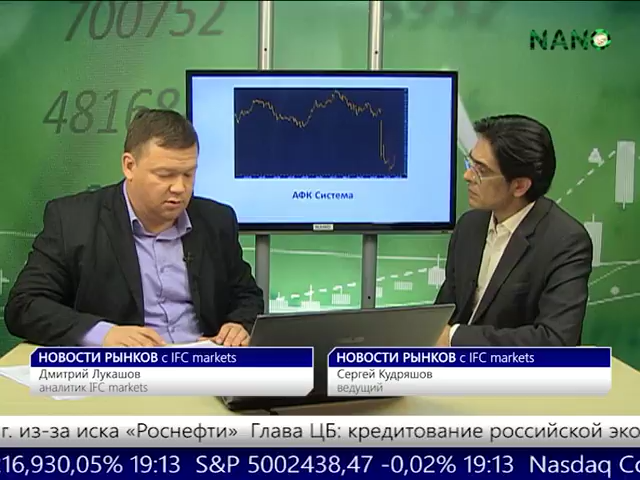 700752
48168
NANO
АФК Система
NANO
НОВОСТИ РЫНКОВ с IFC markets
Дмитрий Лукашов
аналитик IFC markets
НОВОСТИ РЫНКОВ с IFC markets
Сергей Кудряшов
ведущий
г. из-за иска «Роснефти» Глава ЦБ: кредитование российской эко
216,930,05% 19:13 S&P 5002438,47 -0,02% 19:13 Nasdaq Co